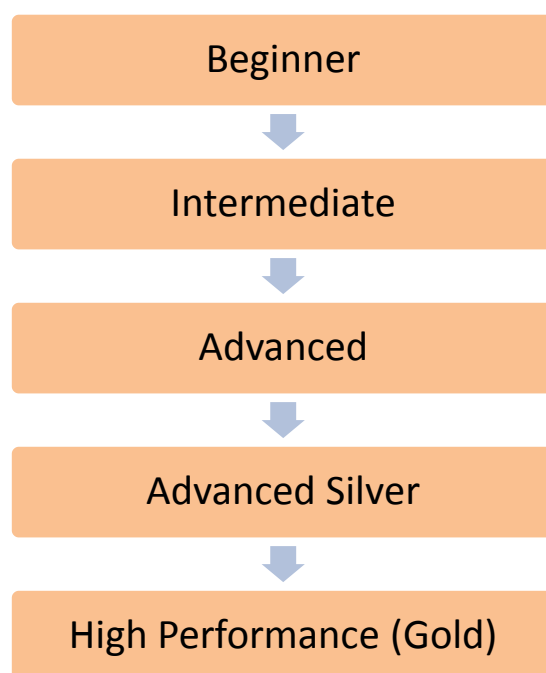 Beginner
Intermediate
Advanced
Advanced Silver
High Performance (Gold)